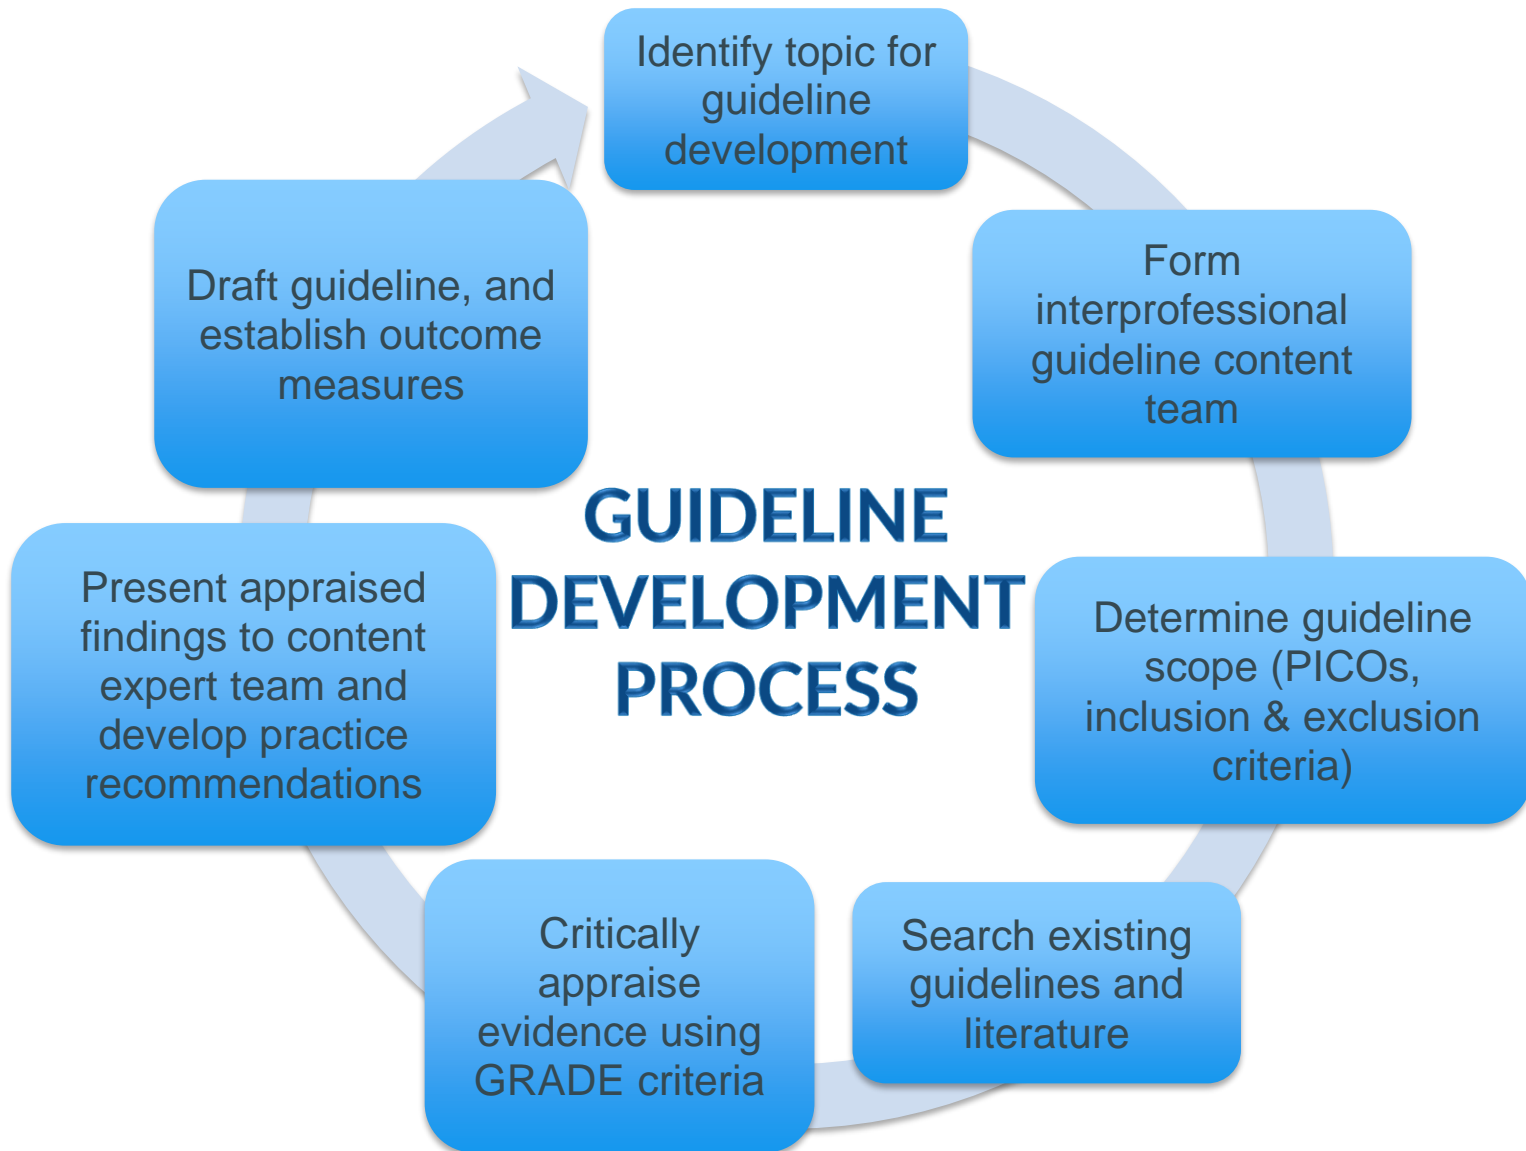 Identify topic for
guideline
development
Form
interprofessional
guideline content
team
Determine guideline
scope (PICOs,
inclusion & exclusion
criteria)
Search existing
guidelines and
literature
Critically
appraise
evidence using
GRADE criteria
Present appraised
findings to content
expert team and
develop practice
recommendations
Draft guideline, and
establish outcome
measures
GUIDELINE
DEVELOPMENT
PROCESS